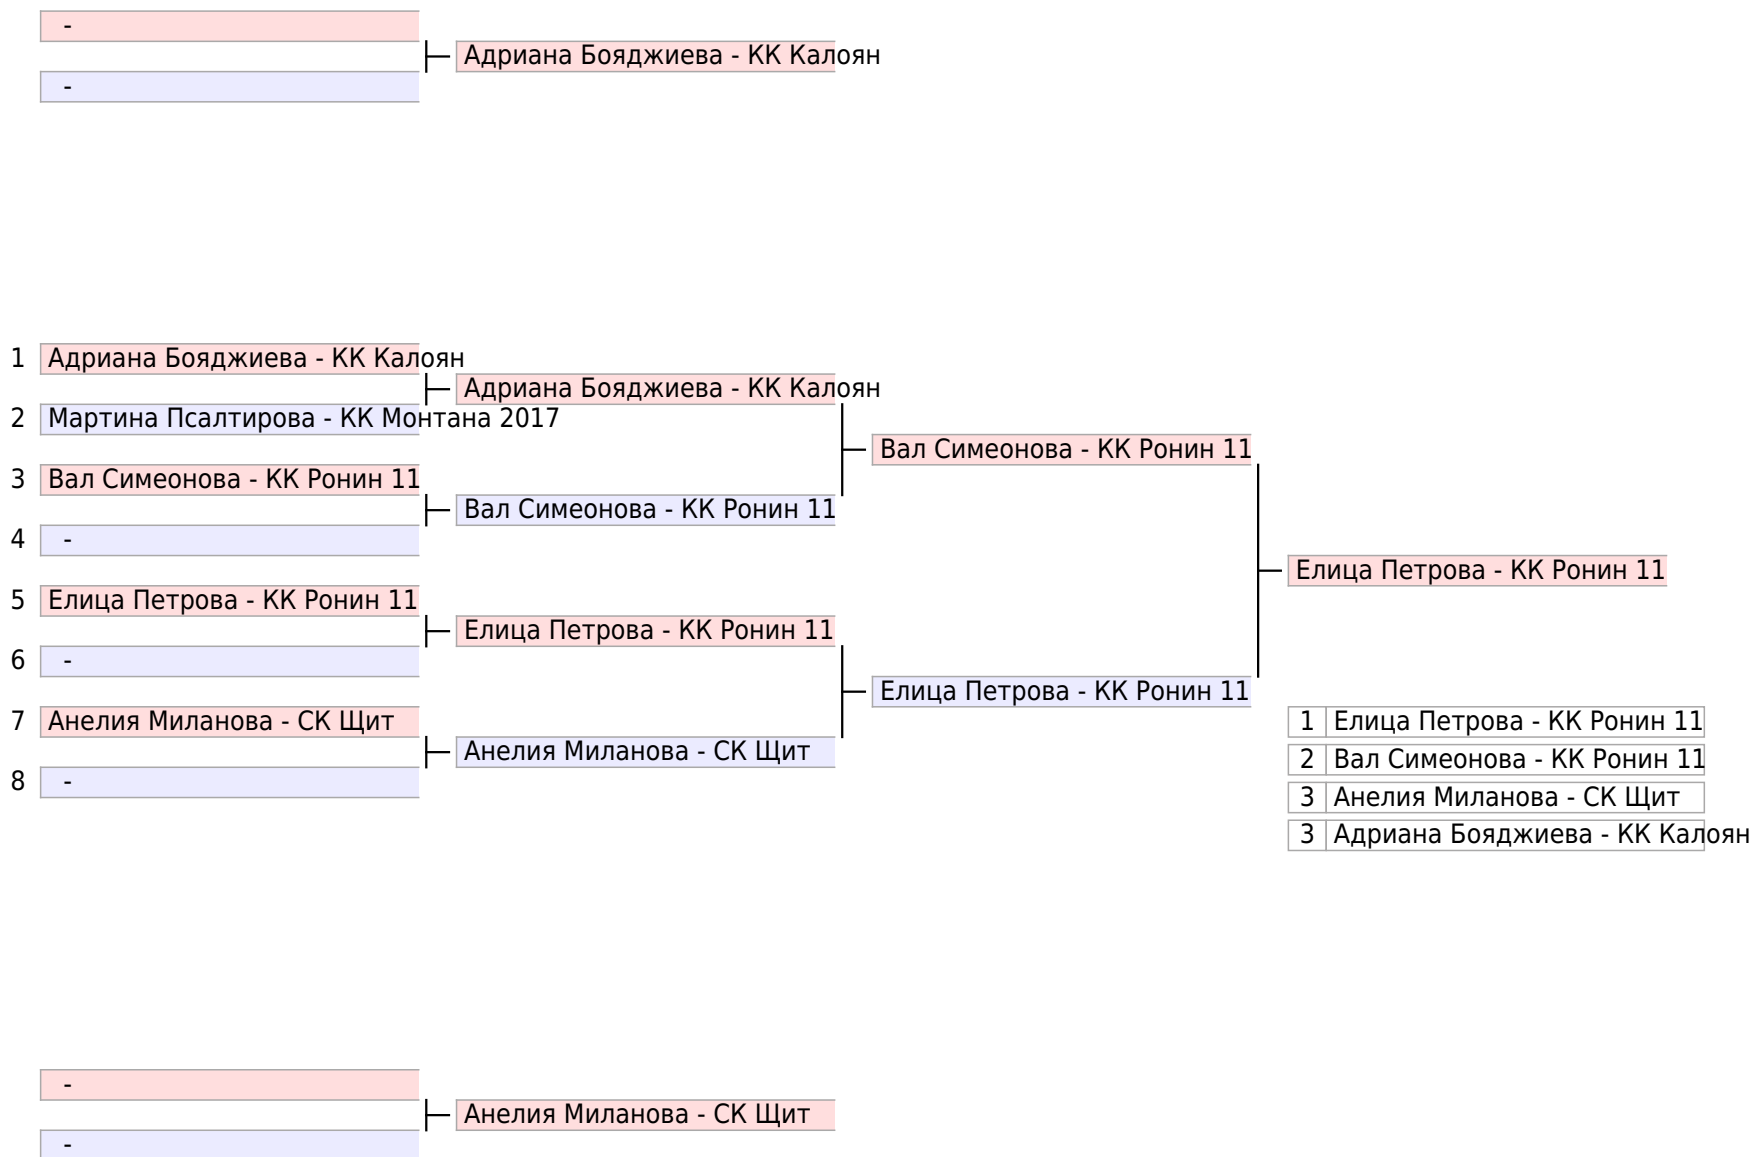 -
Адриана Бояджиева - КК Калоян
-
1 Адриана Бояджиева - КК Калоян
Адриана Бояджиева - КК Калоян
2 Мартина Псалтирова - КК Монтана 2017
Вал Симеонова - КК Ронин 11
3 Вал Симеонова - КК Ронин 11
Вал Симеонова - КК Ронин 11
4 -
Елица Петрова - КК Ронин 11
5 Елица Петрова - КК Ронин 11
Елица Петрова - КК Ронин 11
6 -
Елица Петрова - КК Ронин 11
7 Анелия Миланова - СК Щит
Анелия Миланова - СК Щит
8 -
1 Елица Петрова - КК Ронин 11
2 Вал Симеонова - КК Ронин 11
3 Анелия Миланова - СК Щит
3 Адриана Бояджиева - КК Калоян
-
Анелия Миланова - СК Щит
-